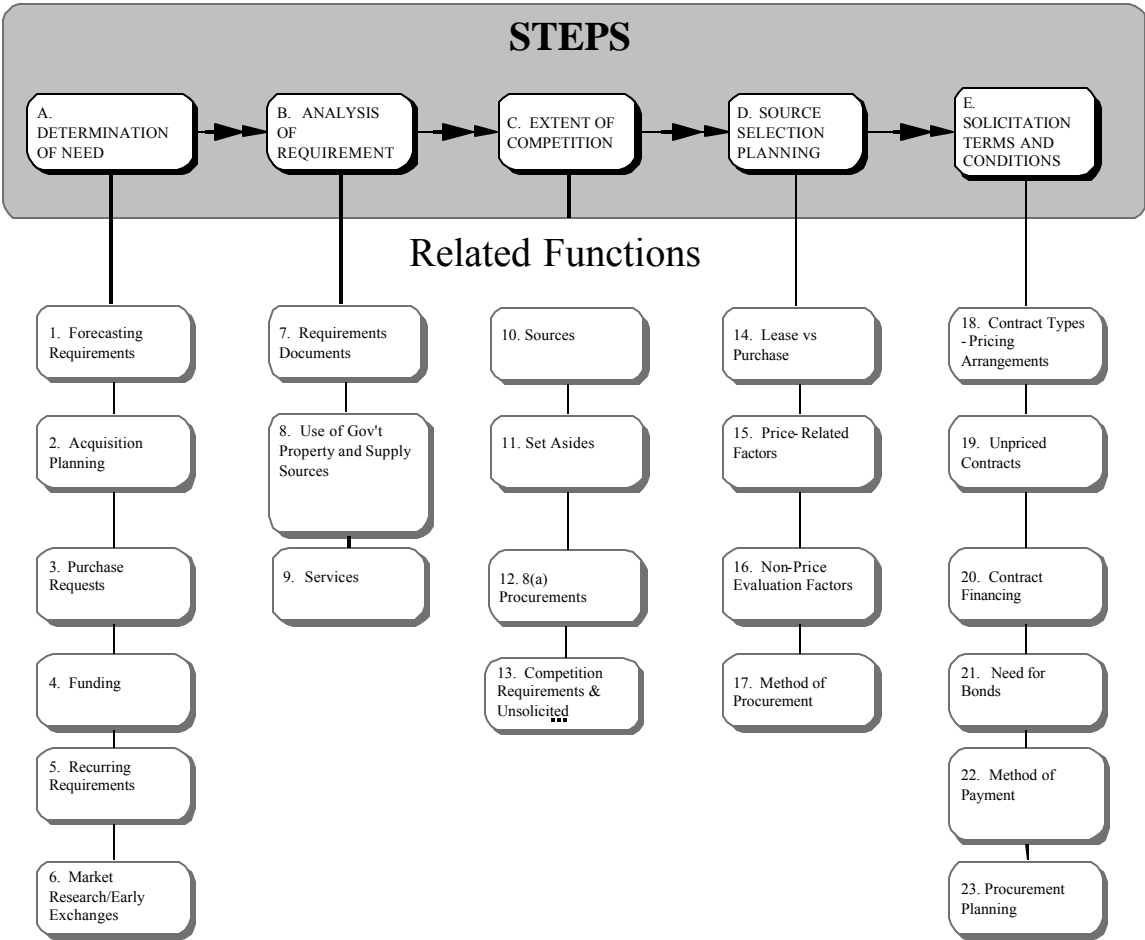 STEPS
A.
DETERMINATION
OF NEED
B. ANALYSIS
OF
REQUIREMENT
C. EXTENT OF
COMPETITION
D. SOURCE
SELECTION
PLANNING
E.
SOLICITATION
TERMS AND
CONDITIONS
Related Functions
1. Forecasting
Requirements
2. Acquisition
Planning
3. Purchase
Requests
4. Funding
5. Recurring
Requirements
6. Market
Research/Early
Exchanges
7. Requirements
Documents
8. Use of Gov't
Property and Supply
Sources
9. Services
10. Sources
11. Set Asides
12. 8(a)
Procurements
13. Competition
Requirements &
Unsolicited
14. Lease vs
Purchase
15. Price-Related
Factors
16. Non-Price
Evaluation Factors
17. Method of
Procurement
18. Contract Types
- Pricing
Arrangements
19. Unpriced
Contracts
20. Contract
Financing
21. Need for
Bonds
22. Method of
Payment
23. Procurement
Planning